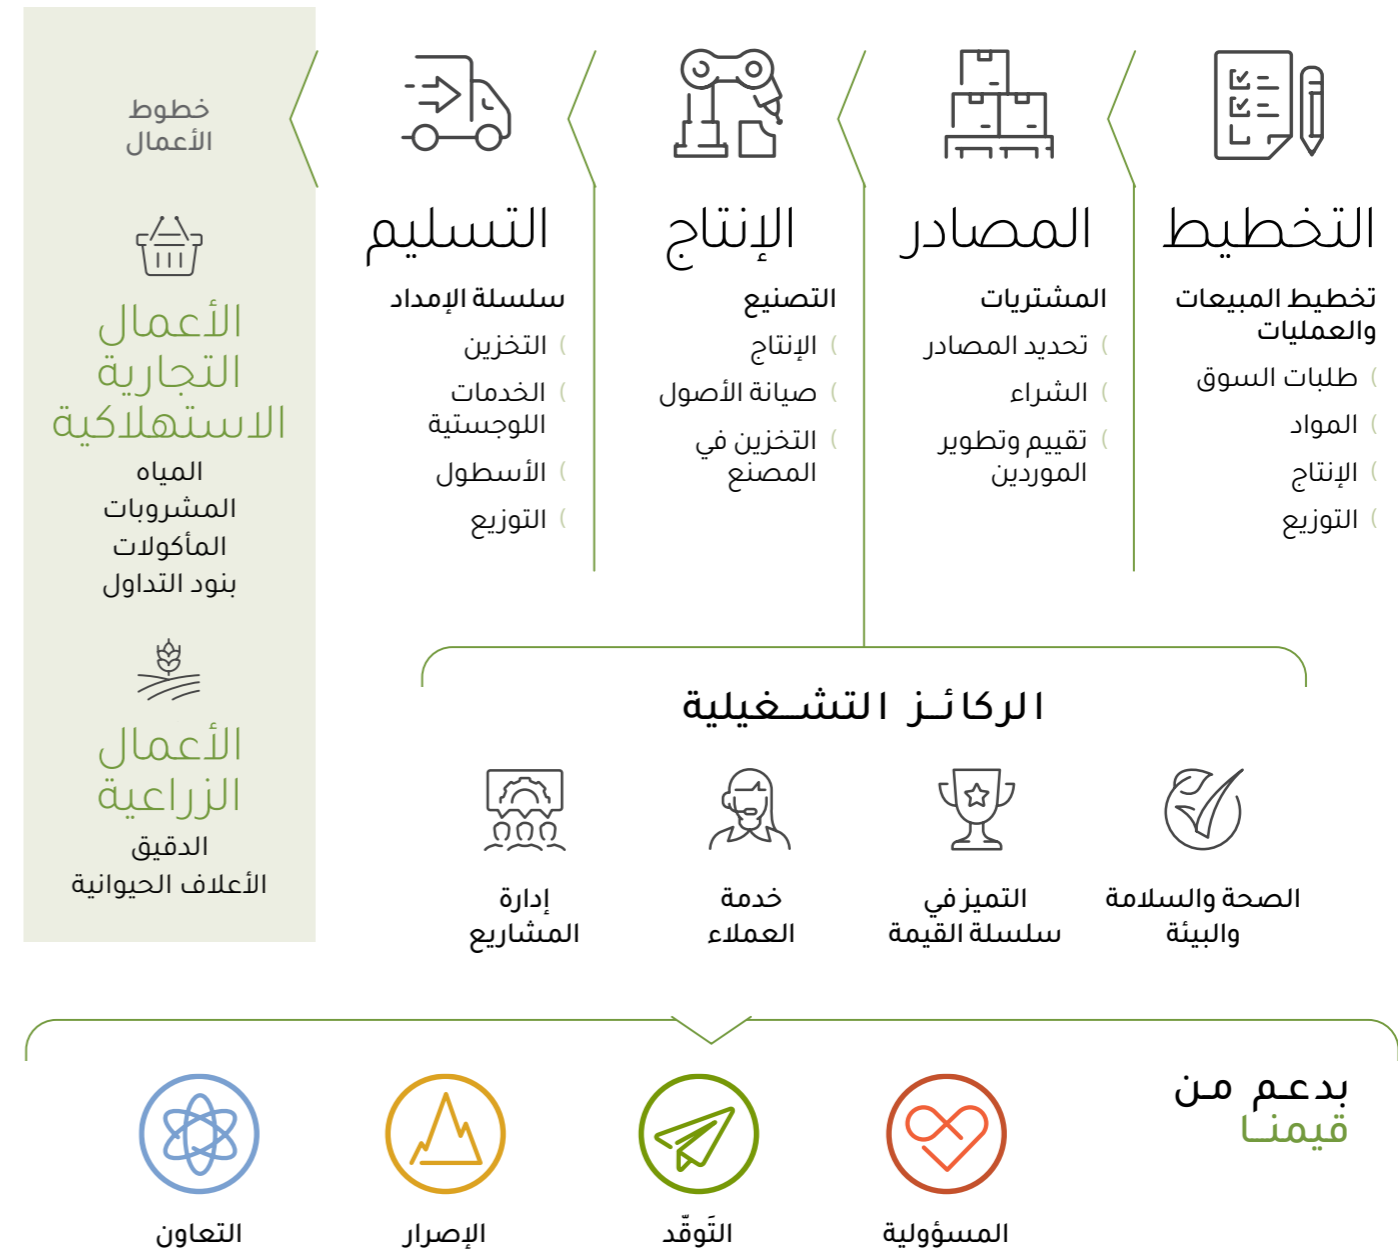 التخطيط
تخطيط المبيعات
والعمليات
طلبات السوق
المواد
الإنتاج
التوزيع
المصادر
المشتريات
تحديد المصادر
الشراء
تقييم وتطوير
الموردين
الإنتاج
التصنيع
الإنتاج
صيانة الأصول
التخزين في
المصنع
التسليم
سلسلة الإمداد
التخزين
الخدمات
اللوجستية
الأسطول
التوزيع
خطوط
الأعمال
الأعمال
التجارية
الاستهلاكية
المياه
المشروبات
المأكولات
بنود التداول
الأعمال
الزراعية
الدقيق
الأعلاف الحيوانية
الركائز التشغيلية
الصحة والسلامة
والبيئة
التميز في
سلسلة القيمة
خدمة
العملاء
إدارة
المشاريع
بدعم من
قيمنا
المسؤولية
التَوقّد
الإصرار
التعاون